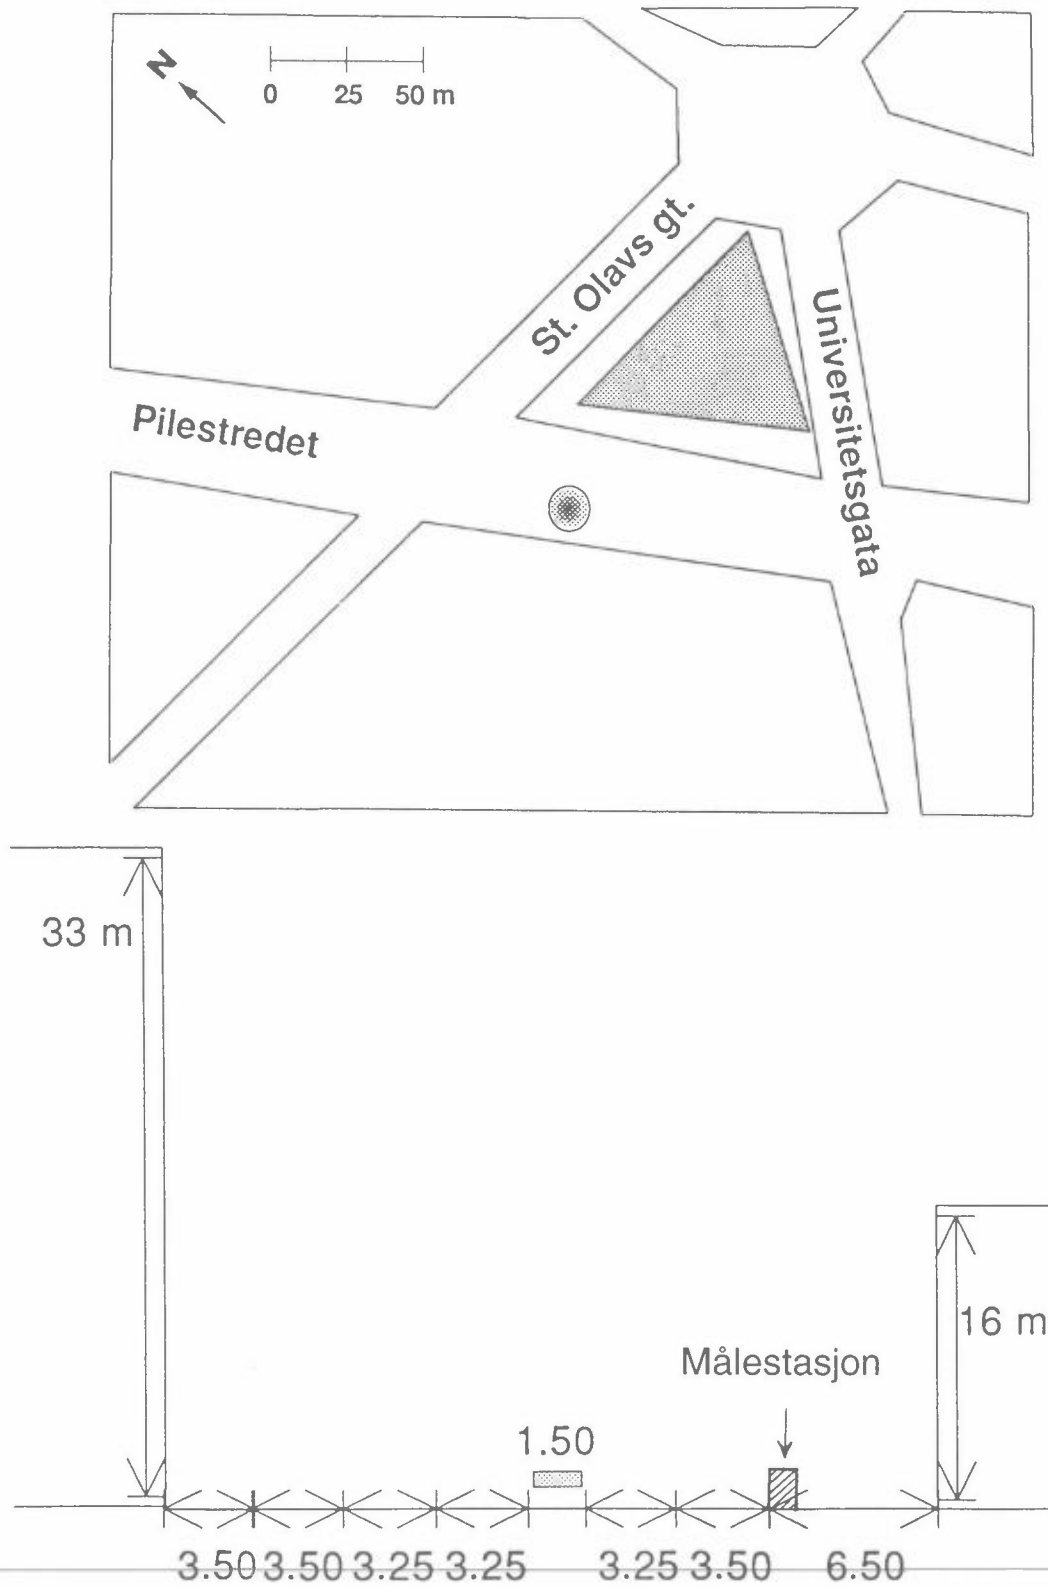 N
0 25 50 m
St. Olavs gt.
Universitetsgata
Pilestredet
33 m
16 m
Målestasjon
1.50
3.50 3.50 3.25 3.25 3.25 3.50 6.50